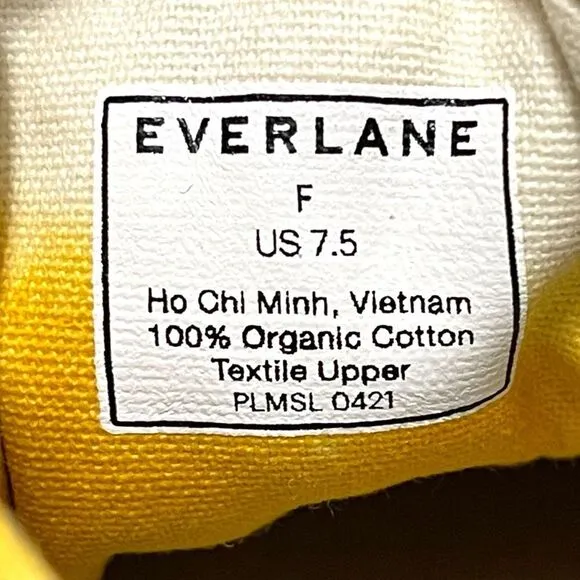 EVERLANE
F
US 7.5
Ho Chi Minh, Vietnam
100% Organic Cotton
Textile Upper
PLMSL 0421